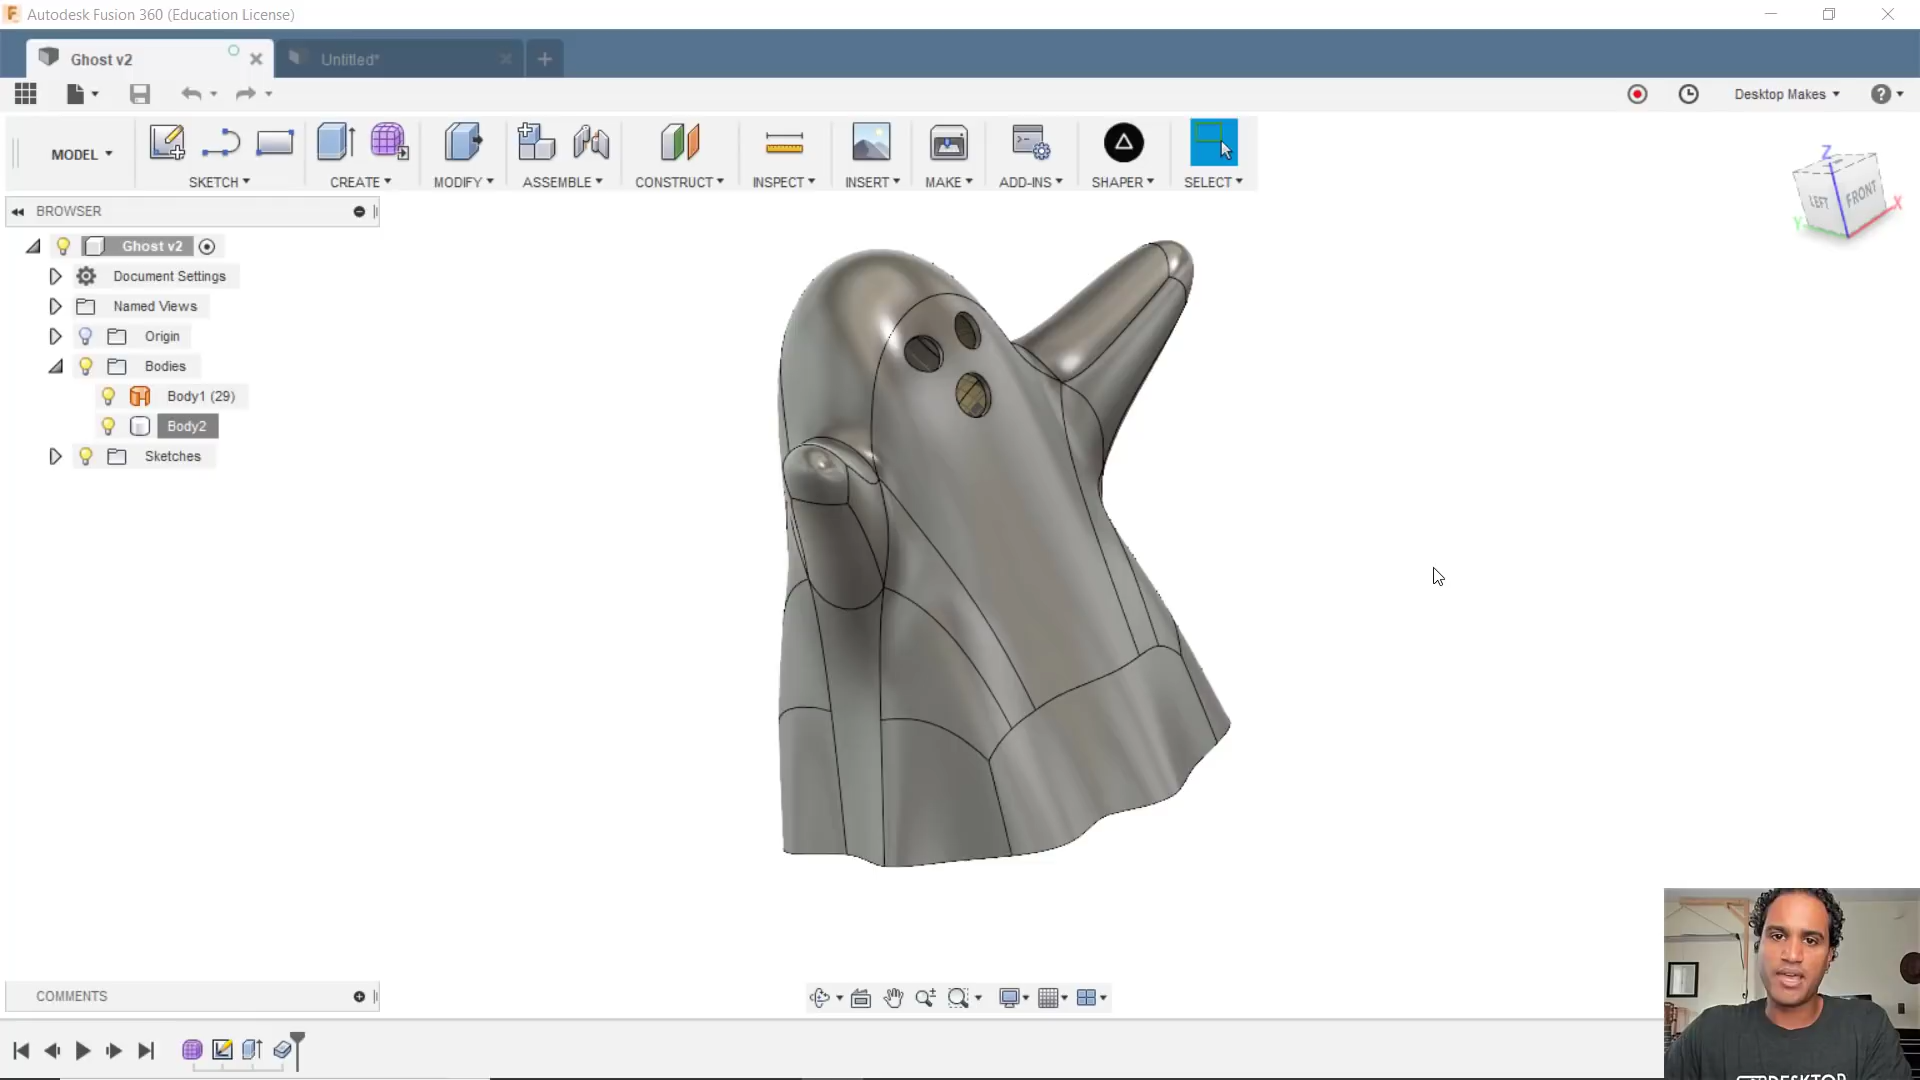 Autodesk Fusion 360 (Education License)
Ghost v2
Untitled*
Desktop Makes
MODEL
SKETCH
CREATE
MODIFY
ASSEMBLE
CONSTRUCT
INSPECT
INSERT
MAKE
ADD-INS
SHAPER
SELECT
Z
LEFT
FRONT
X
Y
BROWSER
Ghost v2
Document Settings
Named Views
Origin
Bodies
Body1 (29)
Body2
Sketches
COMMENTS
DESKTOP